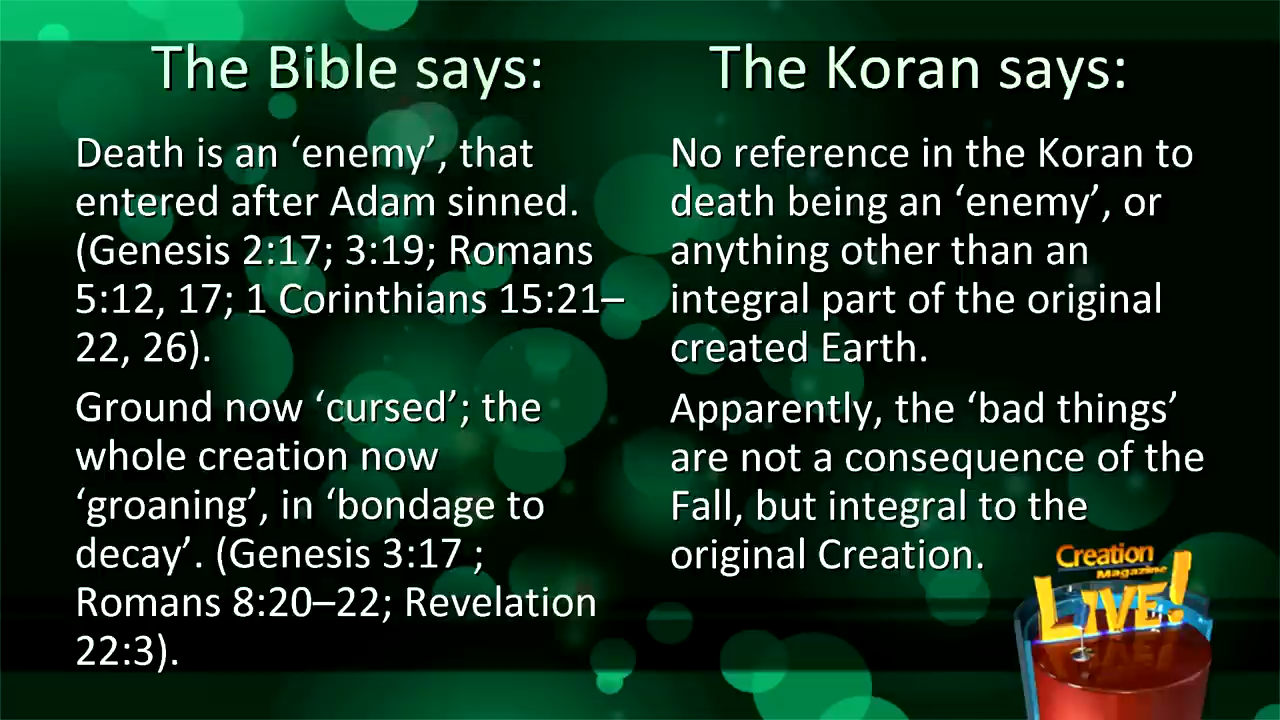 The Bible says:
Death is an ‘enemy’, that
entered after Adam sinned.
(Genesis 2:17; 3:19; Romans
5:12, 17; 1 Corinthians 15:21–
22, 26).
Ground now ‘cursed’; the
whole creation now
‘groaning’, in ‘bondage to
decay’. (Genesis 3:17 ;
Romans 8:20–22; Revelation
22:3).
The Koran says:
No reference in the Koran to
death being an ‘enemy’, or
anything other than an
integral part of the original
created Earth.
Apparently, the ‘bad things’
are not a consequence of the
Fall, but integral to the
original Creation.
Creation
Magazine
LIVE!